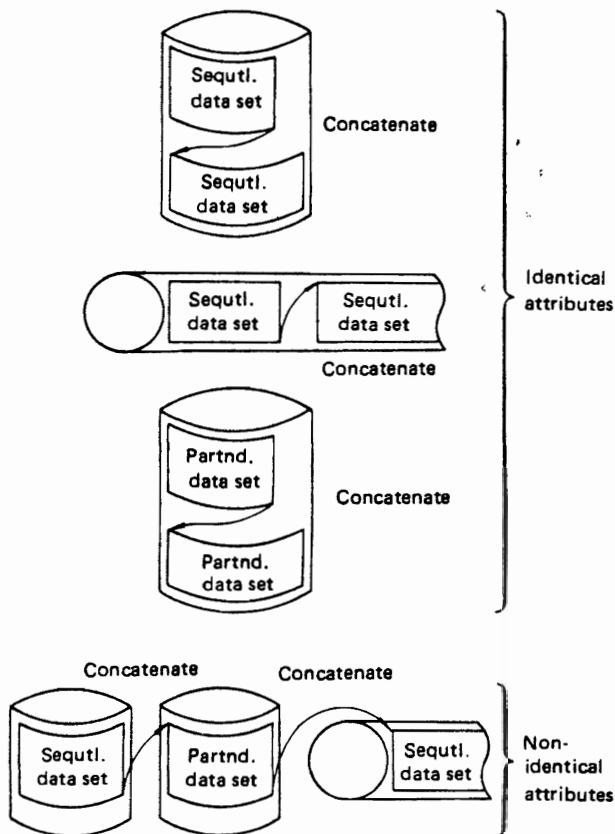 Sequtl.
data set
Concatenate
Sequtl.
data set
Sequtl.
data set
Sequtl.
data set
Identical
attributes
Concatenate
Partnd.
data set
Concatenate
Partnd.
data set
Concatenate
Concatenate
Sequtl.
data set
Partnd.
data set
Sequtl.
data set
Non-
identical
attributes